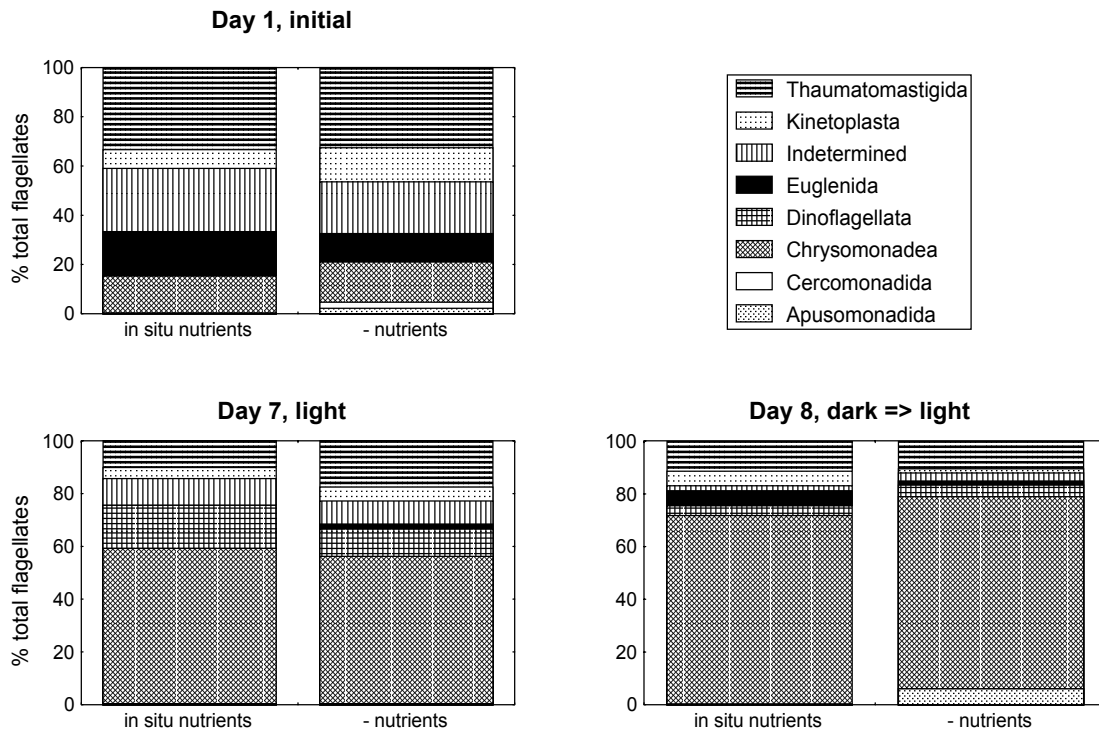 Day 1, initial
% total flagellates
100
80
60
40
20
0
in situ nutrients
- nutrients
Thaumatomastigida
Kinetoplasta
Indetermined
Euglenida
Dinoflagellata
Chrysomonadea
Cercomonadida
Apusomonadida
Day 7, light
% total flagellates
100
80
60
40
20
0
in situ nutrients
- nutrients
Day 8, dark => light
100
80
60
40
20
0
in situ nutrients
- nutrients